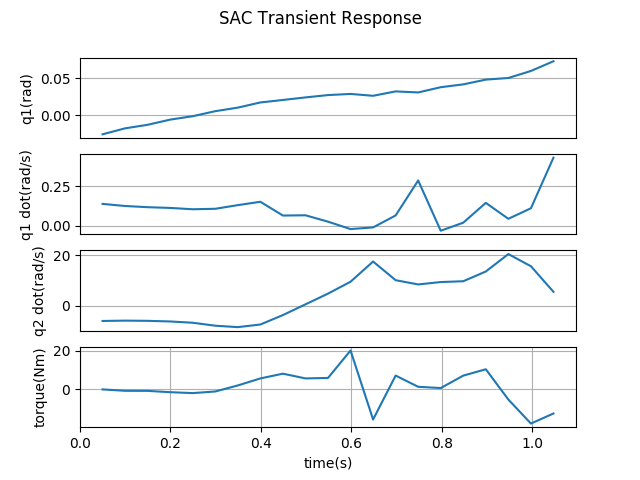 SAC Transient Response
q1(rad)
0.05
0.00
q1 dot(rad/s)
0.25
0.00
q2 dot(rad/s)
20
0
torque(Nm)
20
0
0.0 0.2 0.4 0.6 0.8 1.0
time(s)